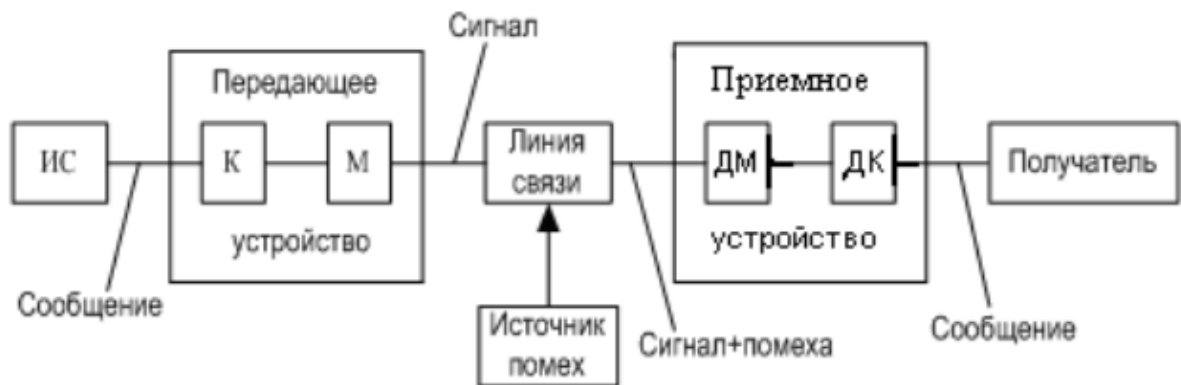 Сигнал
Передающее
Приемное
ИС
К
М
Линия
связи
ДМ
ДК
Получатель
устройство
устройство
Сообщение
Источник
помех
Сигнал+помеха
Сообщение